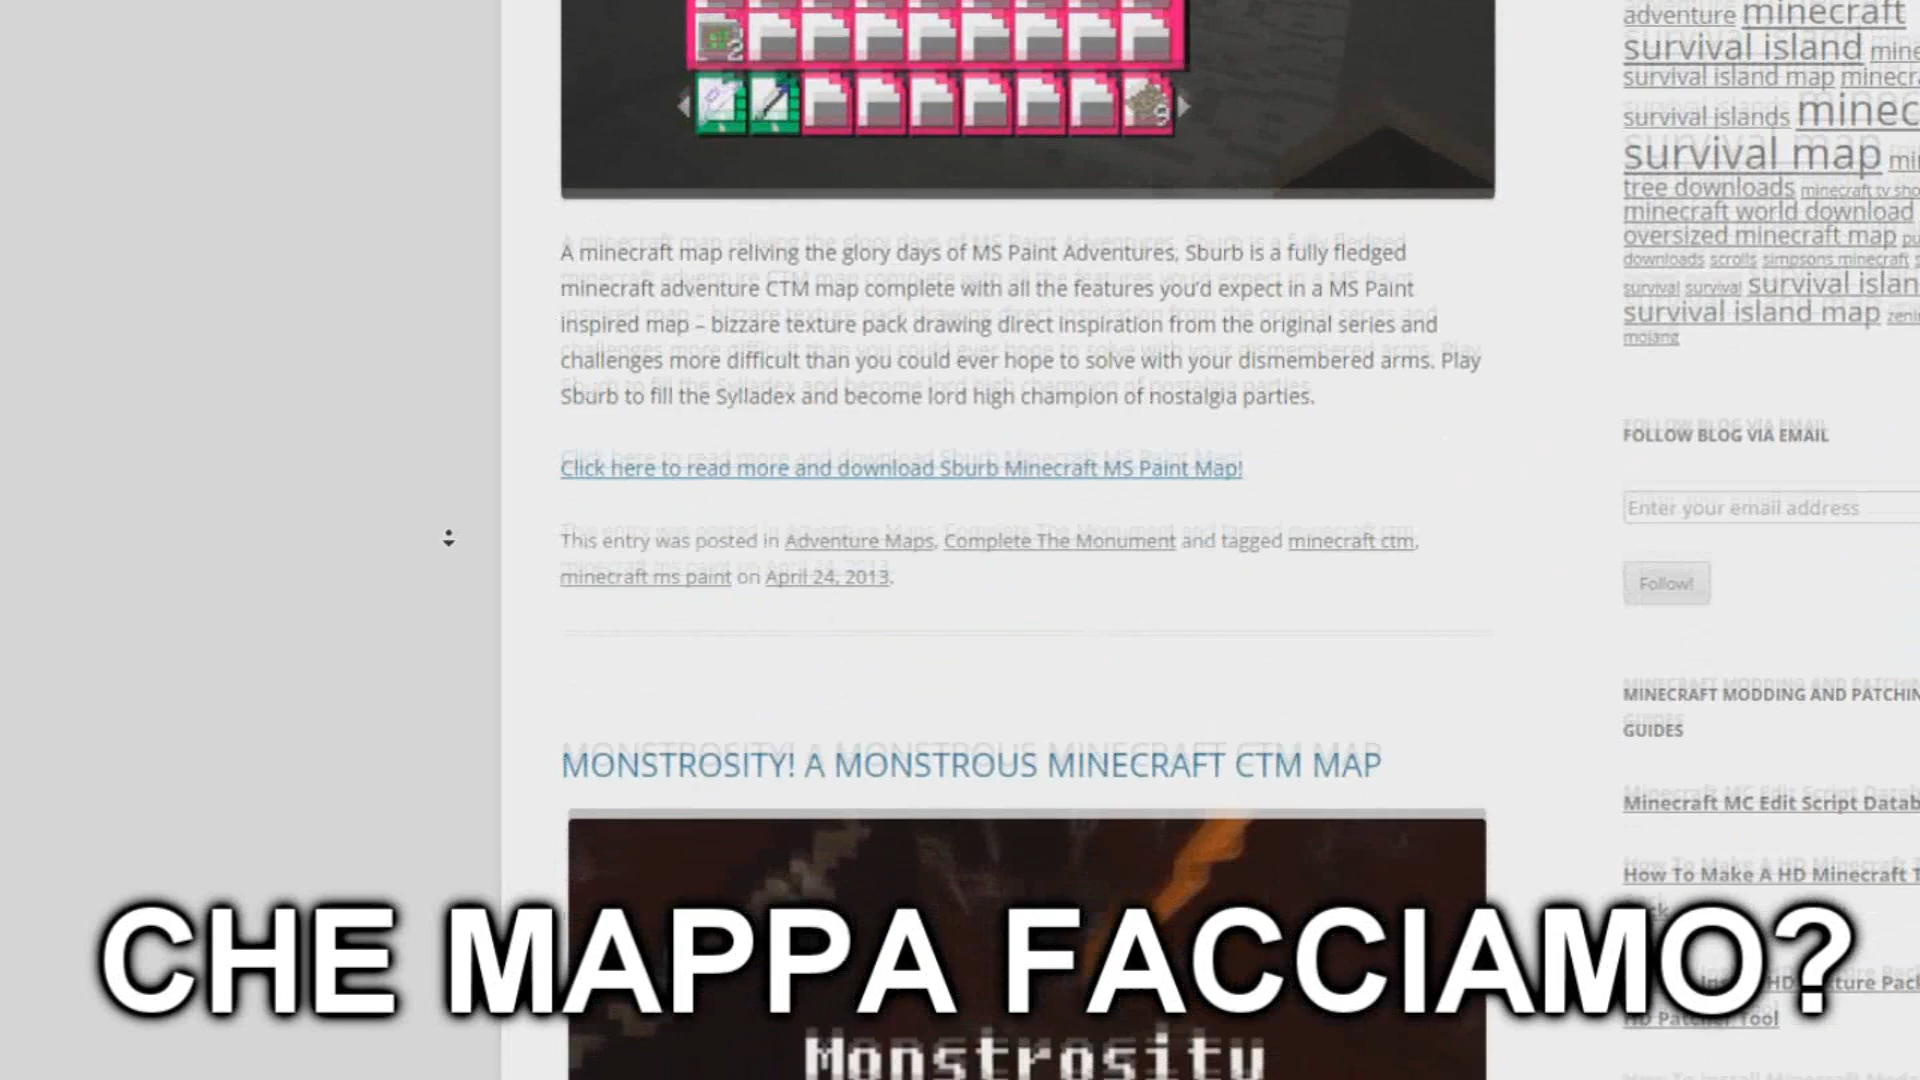 2
9
A minecraft map reliving the glory days of MS Paint Adventures, Sburb is a fully fledged
minecraft adventure CTM map complete with all the features you'd expect in a MS Paint
inspired map – bizzare texture pack drawing direct inspiration from the original series and
challenges more difficult than you could ever hope to solve with your dismembered arms. Play
Sburb to fill the Sylladex and become lord high champion of nostalgia parties.
Click here to read more and download Sburb Minecraft MS Paint Map!
This entry was posted in Adventure Maps, Complete The Monument and tagged minecraft ctm,
minecraft ms paint on April 24, 2013.
MONSTROSITY! A MONSTROUS MINECRAFT CTM MAP
Monstrosity
adventure minecraft
survival island
survival island map
survival islands
survival map
tree downloads minecraft tv
minecraft world download
oversized minecraft map
downloads scrolls simpsons minecraft
survival survival
survival island map
mojang
FOLLOW BLOG VIA EMAIL
Enter your email address
Follow!
MINECRAFT MODDING AND
GUIDES
Minecraft MC Edit Script
How To Make A HD Minecraft
HD Patcher Tool
CHE MAPPA FACCIAMO?